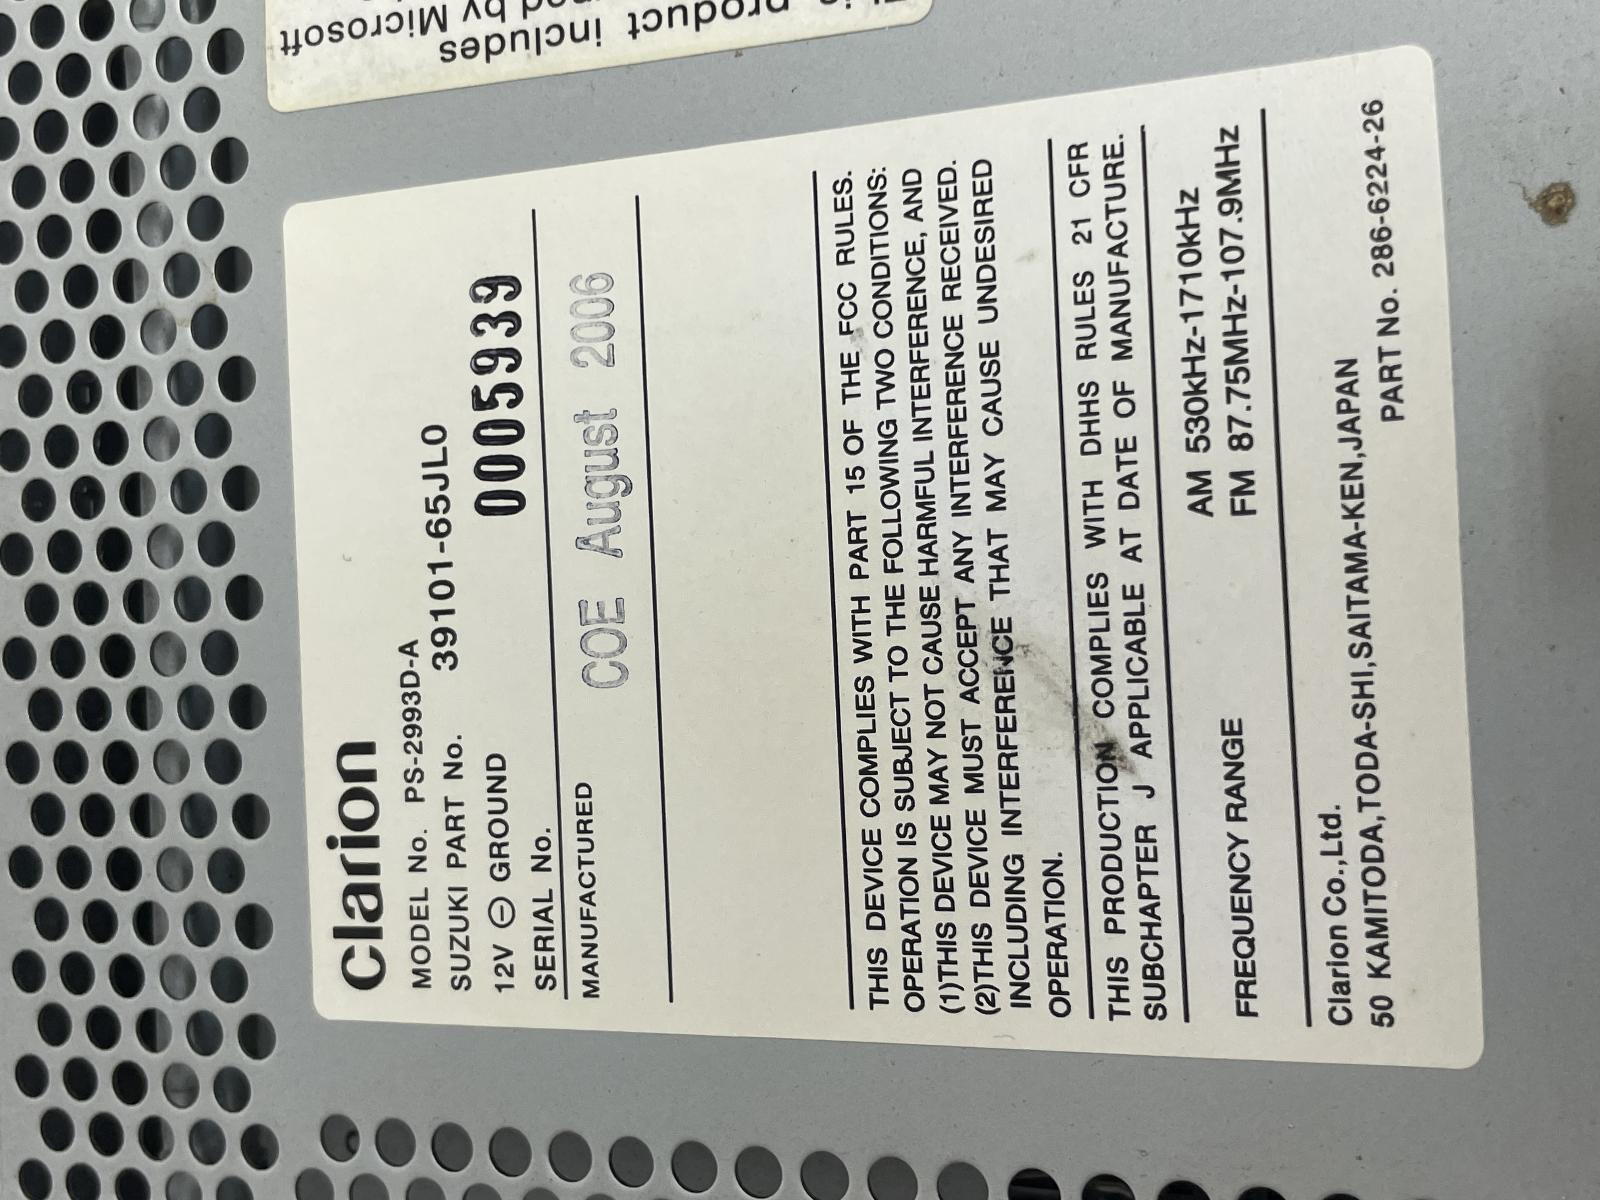 This product includes
ned by Microsoft
Clarion
MODEL No. PS-2993D-A
SUZUKI PART No. 39101-65JL0
12V ⊖ GROUND
SERIAL No. 0005939
MANUFACTURED COE August 2006
THIS DEVICE COMPLIES WITH PART 15 OF THE FCC RULES.
OPERATION IS SUBJECT TO THE FOLLOWING TWO CONDITIONS:
(1)THIS DEVICE MAY NOT CAUSE HARMFUL INTERFERENCE, AND
(2)THIS DEVICE MUST ACCEPT ANY INTERFERENCE RECEIVED.
INCLUDING INTERFERENCE THAT MAY CAUSE UNDESIRED
OPERATION.
THIS PRODUCTION COMPLIES WITH DHHS RULES 21 CFR
SUBCHAPTER J APPLICABLE AT DATE OF MANUFACTURE.
FREQUENCY RANGE AM 530kHz-1710kHz
FM 87.75MHz-107.9MHz
Clarion Co.,Ltd.
50 KAMITODA,TODA-SHI,SAITAMA-KEN,JAPAN
PART No. 286-6224-26